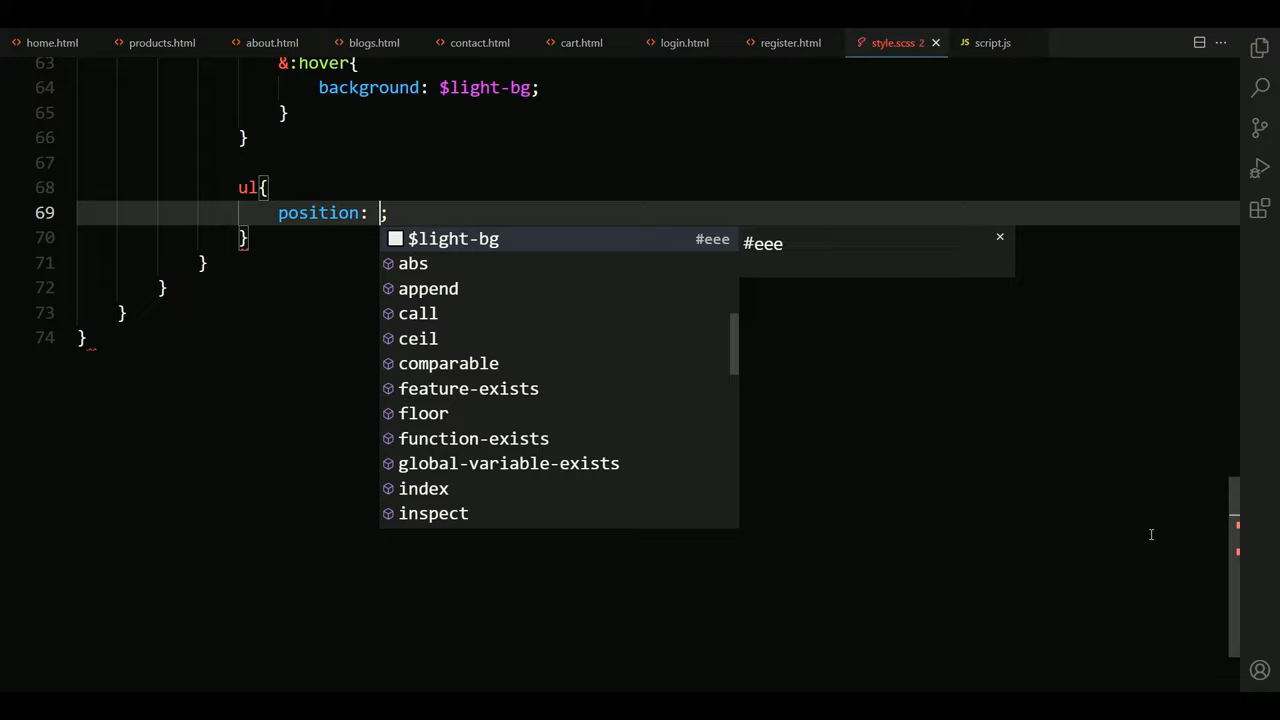 home.html products.html about.html blogs.html contact.html cart.html login.html register.html style.scss 2 JS script.js
63 &:hover{
64 background: $light-bg;
65 }
66 }
67
68 ul{
69 position: ;
70 }
$light-bg #eee #eee
71 }
abs
72 }
append
73 }
call
74 }
ceil
comparable
feature-exists
floor
function-exists
global-variable-exists
index
inspect